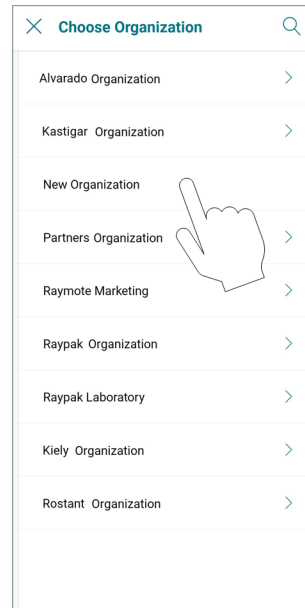 Choose Organization
Alvarado Organization
Kastigar Organization
New Organization
Partners Organization
Raymote Marketing
Raypak Organization
Raypak Laboratory
Kiely Organization
Rostant Organization